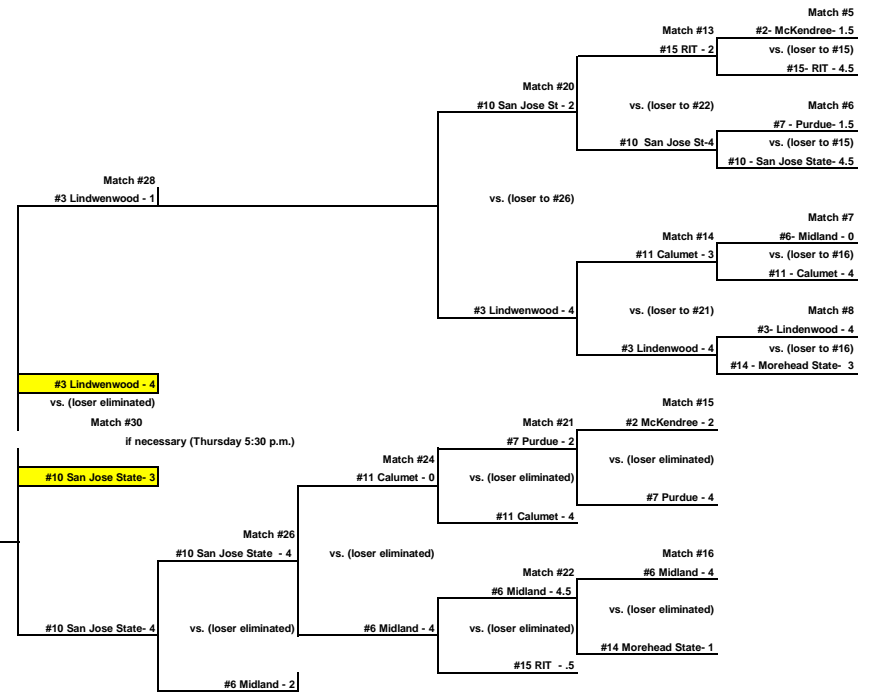 Match #5
Match #13
#2- McKendree- 1.5
#15 RIT - 2
vs. (loser to #15)
#15- RIT - 4.5
Match #20
#10 San Jose St - 2
vs. (loser to #22)
Match #6
#7 - Purdue- 1.5
#10 San Jose St-4
vs. (loser to #15)
#10 - San Jose State- 4.5
Match #28
#3 Lindwenwood - 1
vs. (loser to #26)
Match #7
Match #14
#6- Midland - 0
#11 Calumet - 3
vs. (loser to #16)
#11 - Calumet - 4
#3 Lindwenwood - 4
vs. (loser to #21)
Match #8
#3- Lindenwood - 4
#3 Lindenwood - 4
vs. (loser to #16)
#14 - Morehead State- 3
#3 Lindwenwood - 4
vs. (loser eliminated)
Match #30
if necessary (Thursday 5:30 p.m.)
#10 San Jose State- 3
Match #15
Match #21
#2 McKendree - 2
#7 Purdue - 2
Match #24
vs. (loser eliminated)
#11 Calumet - 0
vs. (loser eliminated)
#7 Purdue - 4
#11 Calumet - 4
Match #26
#10 San Jose State - 4
vs. (loser eliminated)
Match #16
Match #22
#6 Midland - 4
#6 Midland - 4.5
vs. (loser eliminated)
#10 San Jose State- 4
vs. (loser eliminated)
#6 Midland - 4
vs. (loser eliminated)
#14 Morehead State- 1
#15 RIT - .5
#6 Midland - 2